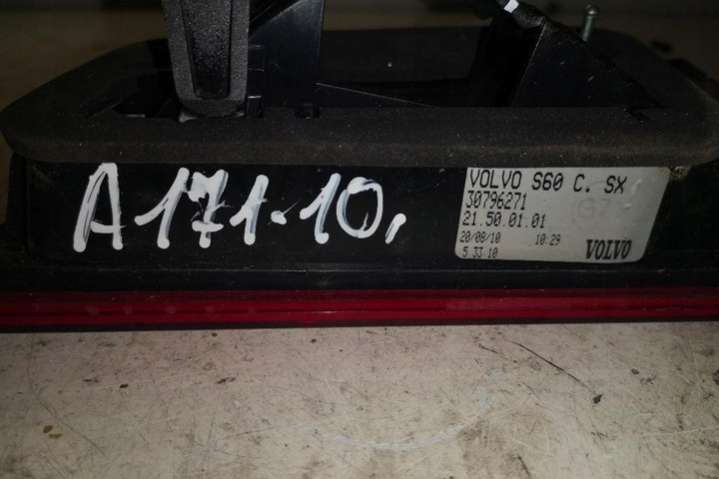 A171-10,
VOLVO S60 C. SX
30796271
21.50.01.01
20/08/10 10:29
5 33 10 VOLVO